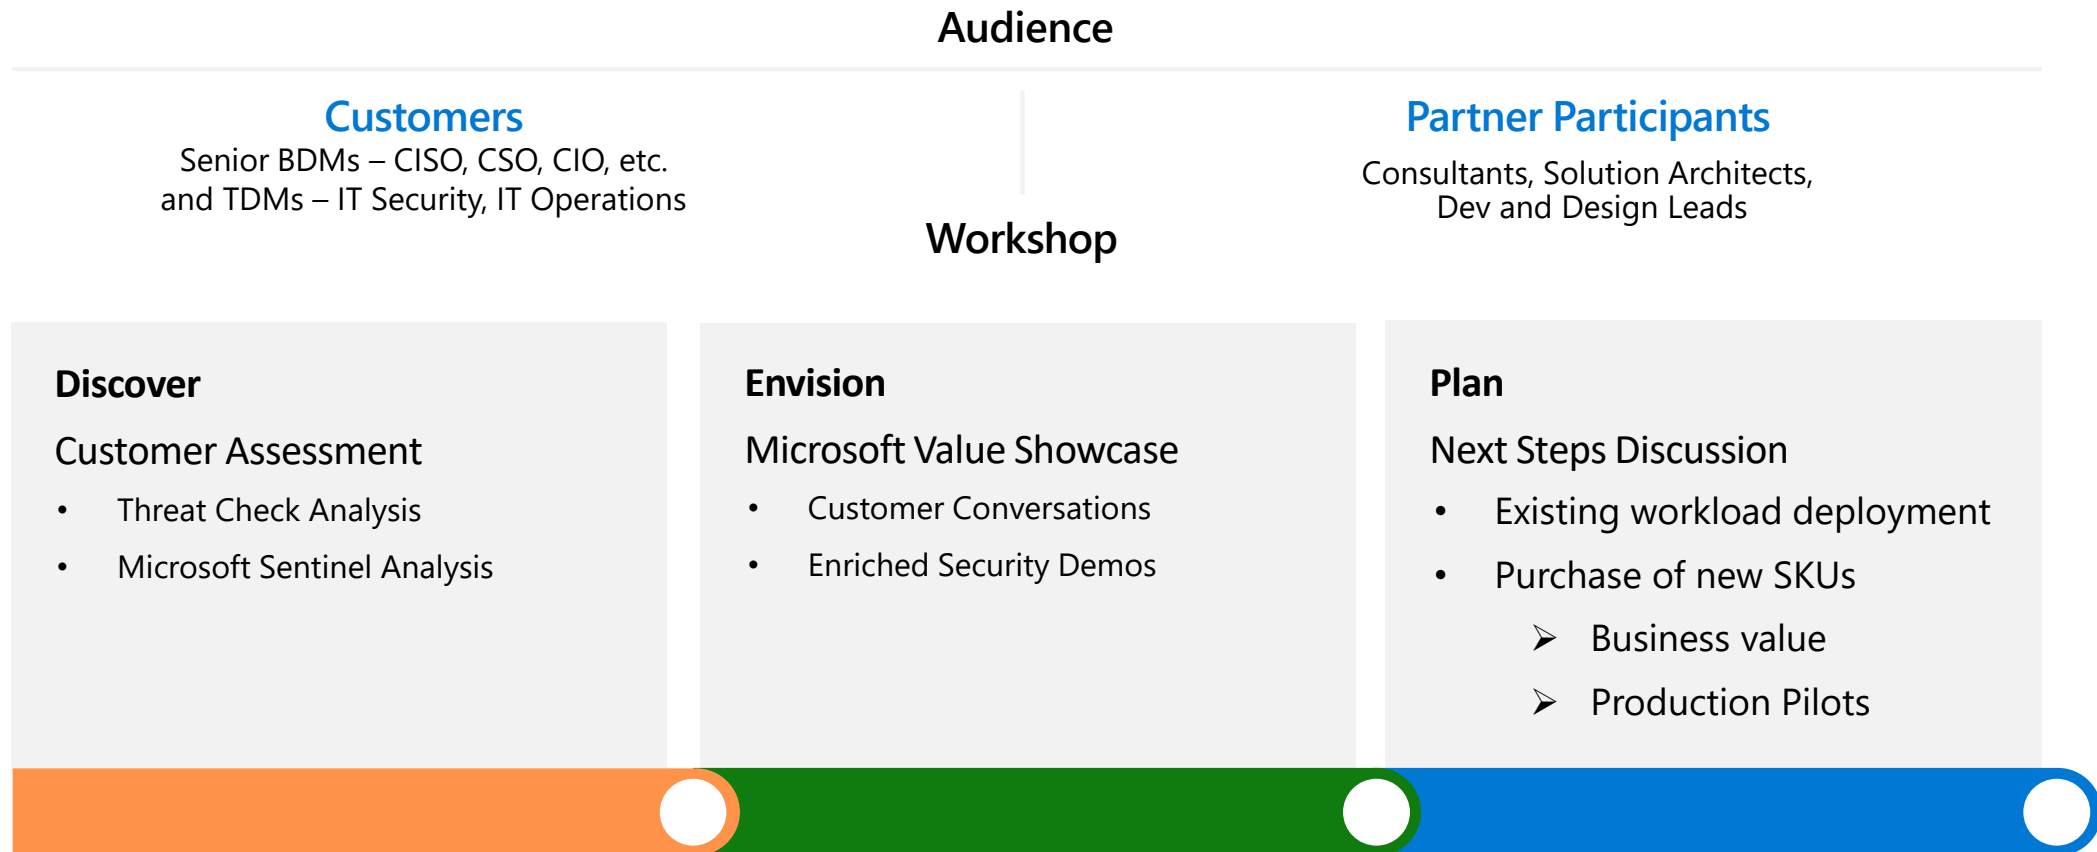 Audience
Customers
Senior BDMs – CISO, CSO, CIO, etc.
and TDMs – IT Security, IT Operations
Partner Participants
Consultants, Solution Architects,
Dev and Design Leads
Workshop
Discover
Customer Assessment
• Threat Check Analysis
• Microsoft Sentinel Analysis
Envision
Microsoft Value Showcase
• Customer Conversations
• Enriched Security Demos
Plan
Next Steps Discussion
• Existing workload deployment
• Purchase of new SKUs
➢ Business value
➢ Production Pilots